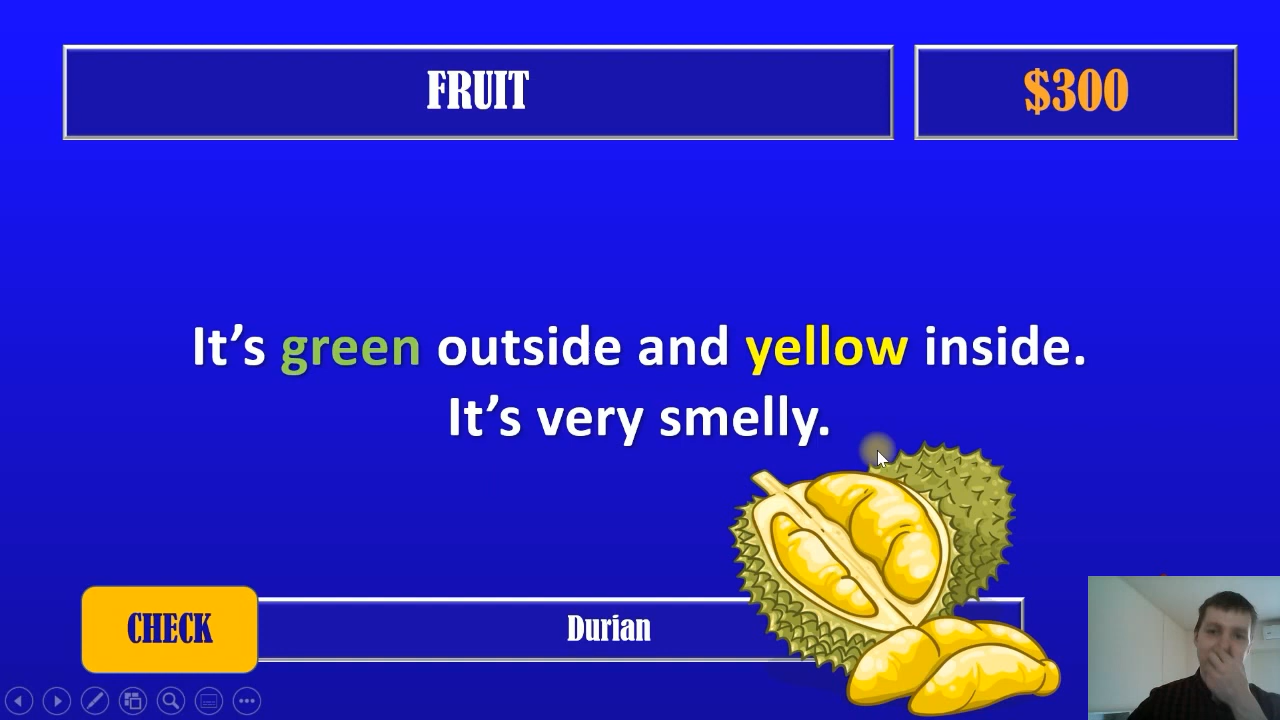 FRUIT
$300
It’s green outside and yellow inside.
It’s very smelly.
CHECK
Durian